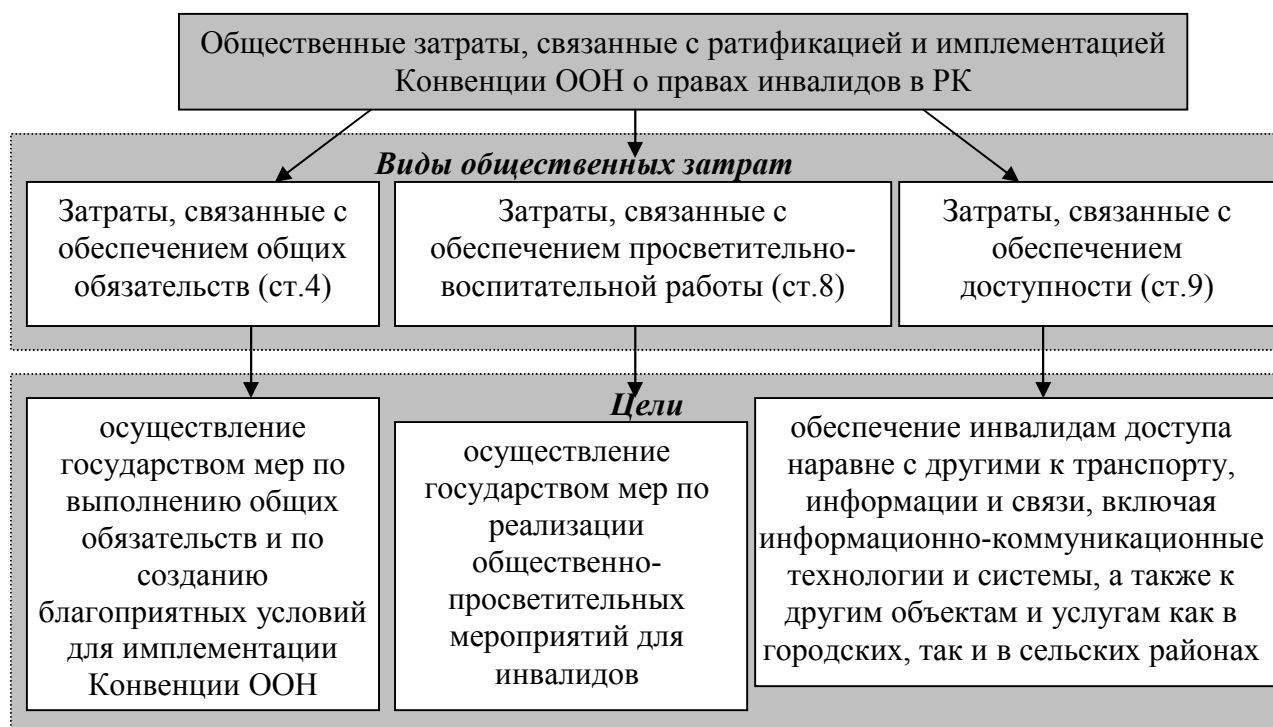 Общественные затраты, связанные с ратификацией и имплементацией
Конвенции ООН о правах инвалидов в РК
Виды общественных затрат
Затраты, связанные с
обеспечением общих
обязательств (ст.4)
Затраты, связанные с
обеспечением просветительно-
воспитательной работы (ст.8)
Затраты, связанные с
обеспечением
доступности (ст.9)
Цели
осуществление
государством мер по
выполнению общих
обязательств и по
созданию
благоприятных условий
для имплементации
Конвенции ООН
осуществление
государством мер по
реализации
общественно-
просветительных
мероприятий для
инвалидов
обеспечение инвалидам доступа
наравне с другими к транспорту,
информации и связи, включая
информационно-коммуникационные
технологии и системы, а также к
другим объектам и услугам как в
городских, так и в сельских районах